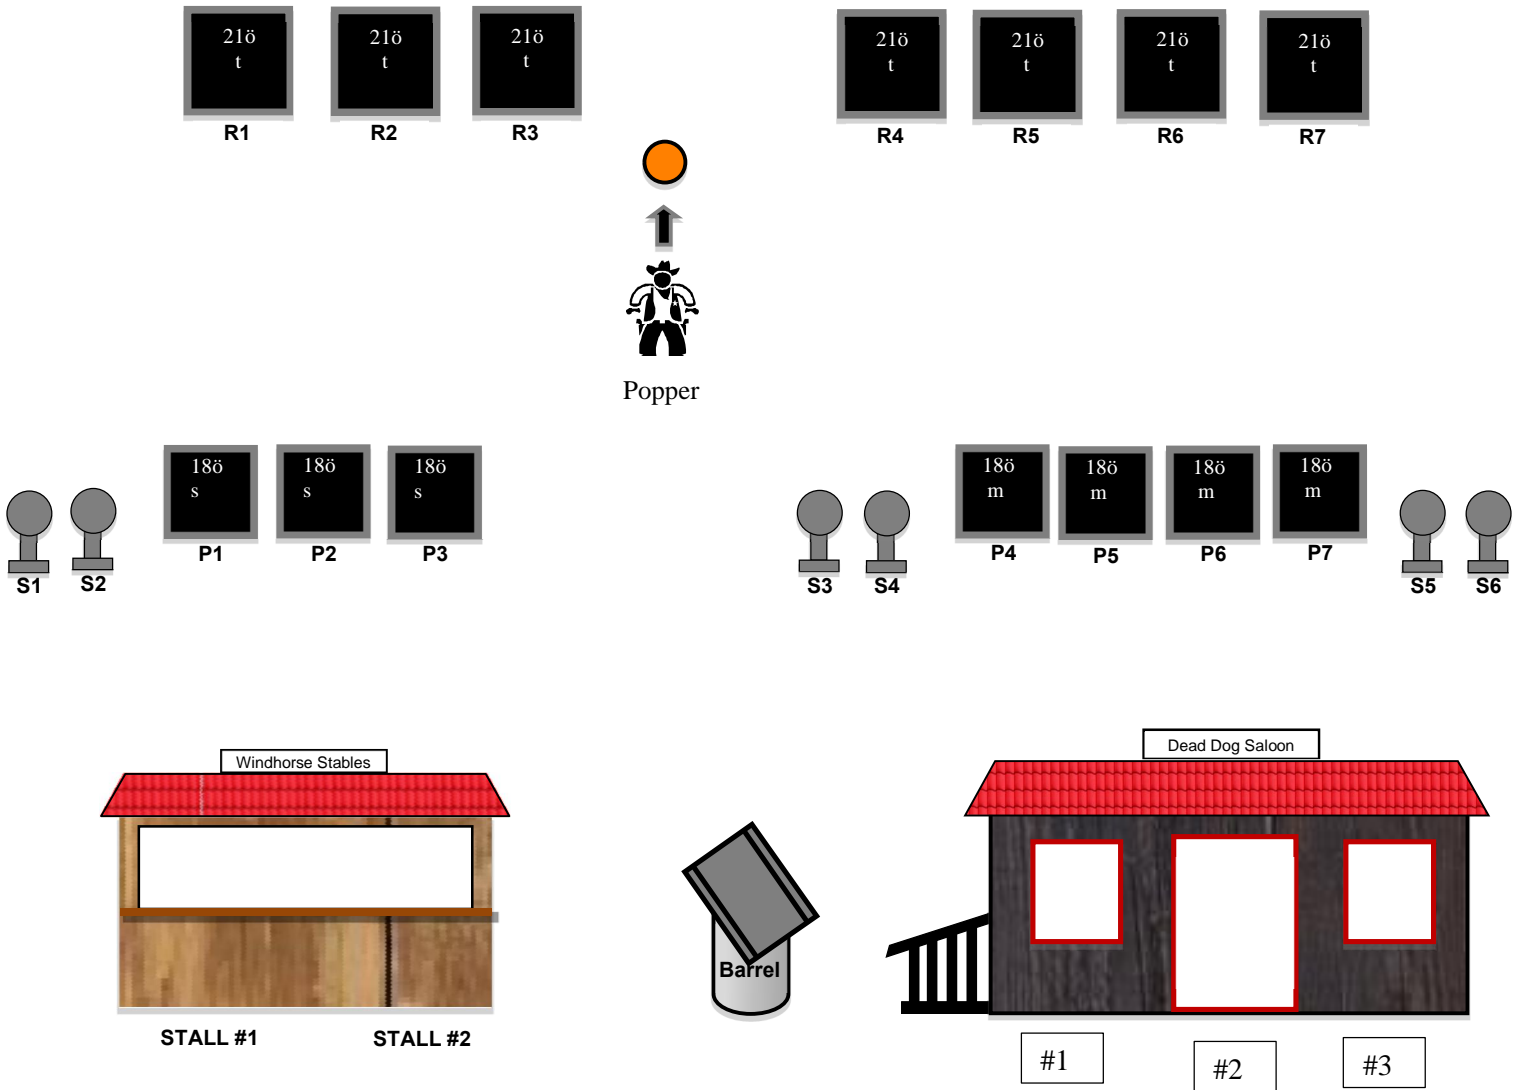 21ö
t
21ö
t
21ö
t
21ö
t
21ö
t
21ö
t
21ö
t
R1 R2 R3 R4 R5 R6 R7
Popper
18ö
s
18ö
s
18ö
s
18ö
m
18ö
m
18ö
m
18ö
m
P1 P2 P3 P4 P5 P6 P7
S1 S2 S3 S4 S5 S6
Windhorse Stables
Dead Dog Saloon
Barrel
STALL #1 STALL #2
#1 #2 #3